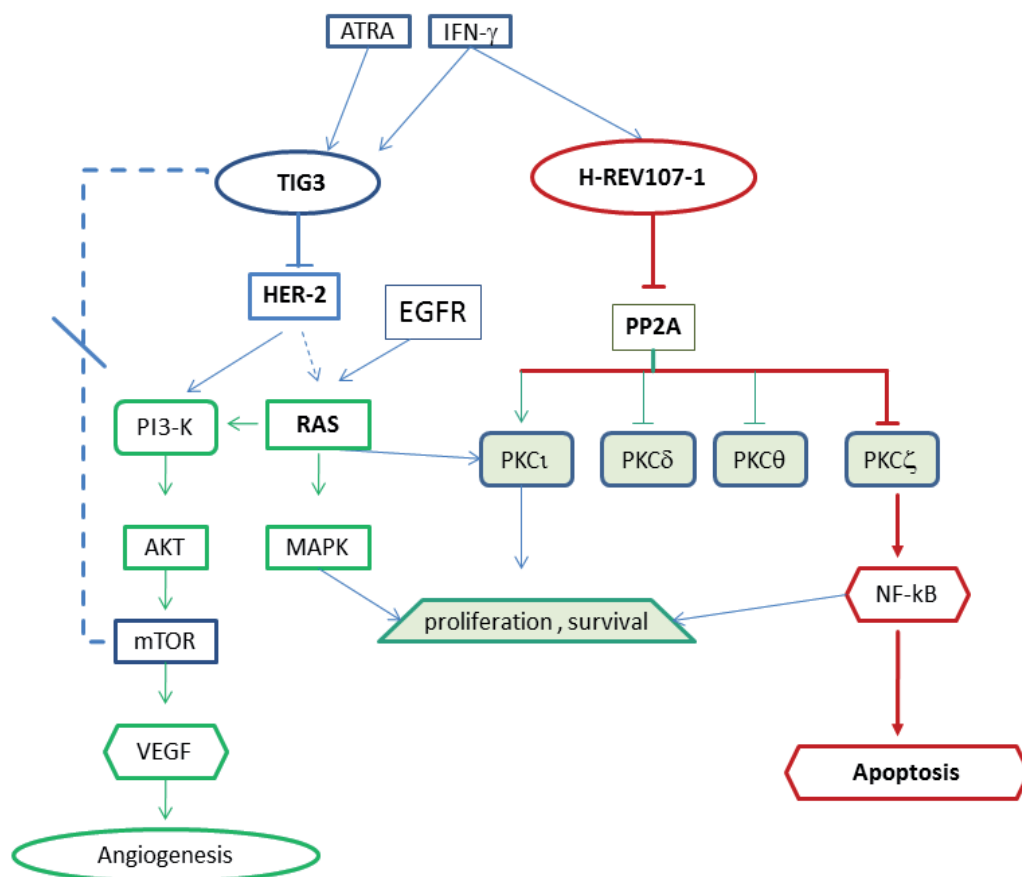 ATRA
IFN-γ
TIG3
H-REV107-1
HER-2
EGFR
PP2A
PI3-K
RAS
PKCι
PKCδ
PKCθ
PKCζ
AKT
MAPK
NF-kB
proliferation , survival
mTOR
VEGF
Apoptosis
Angiogenesis